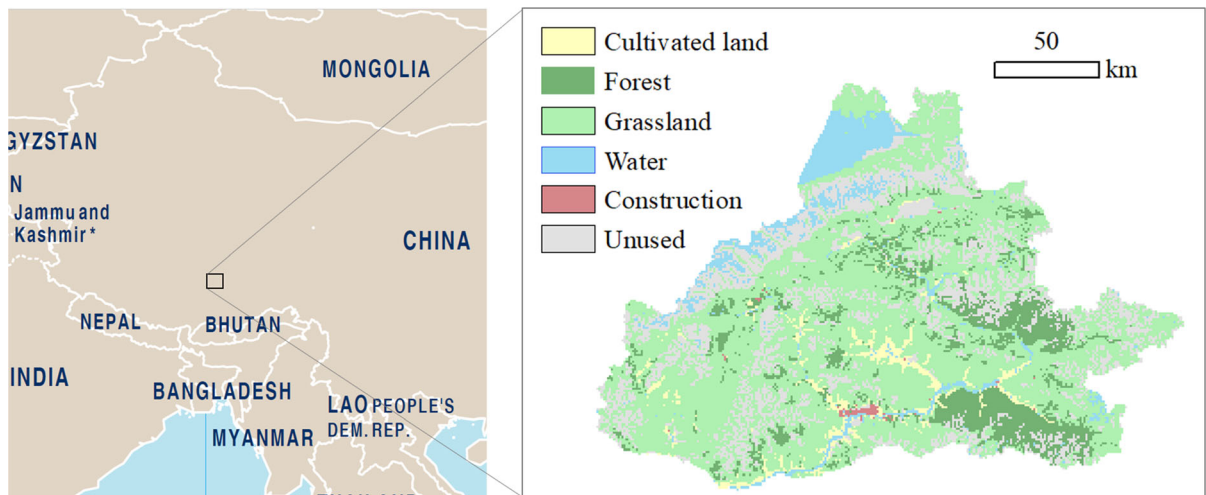 MONGOLIA
GYZSTAN
N
Jammu and
Kashmir*
CHINA
NEPAL
BHUTAN
INDIA
BANGLADESH
LAO PEOPLE'S
DEM. REP.
MYANMAR
Cultivated land
Forest
Grassland
Water
Construction
Unused
50
km